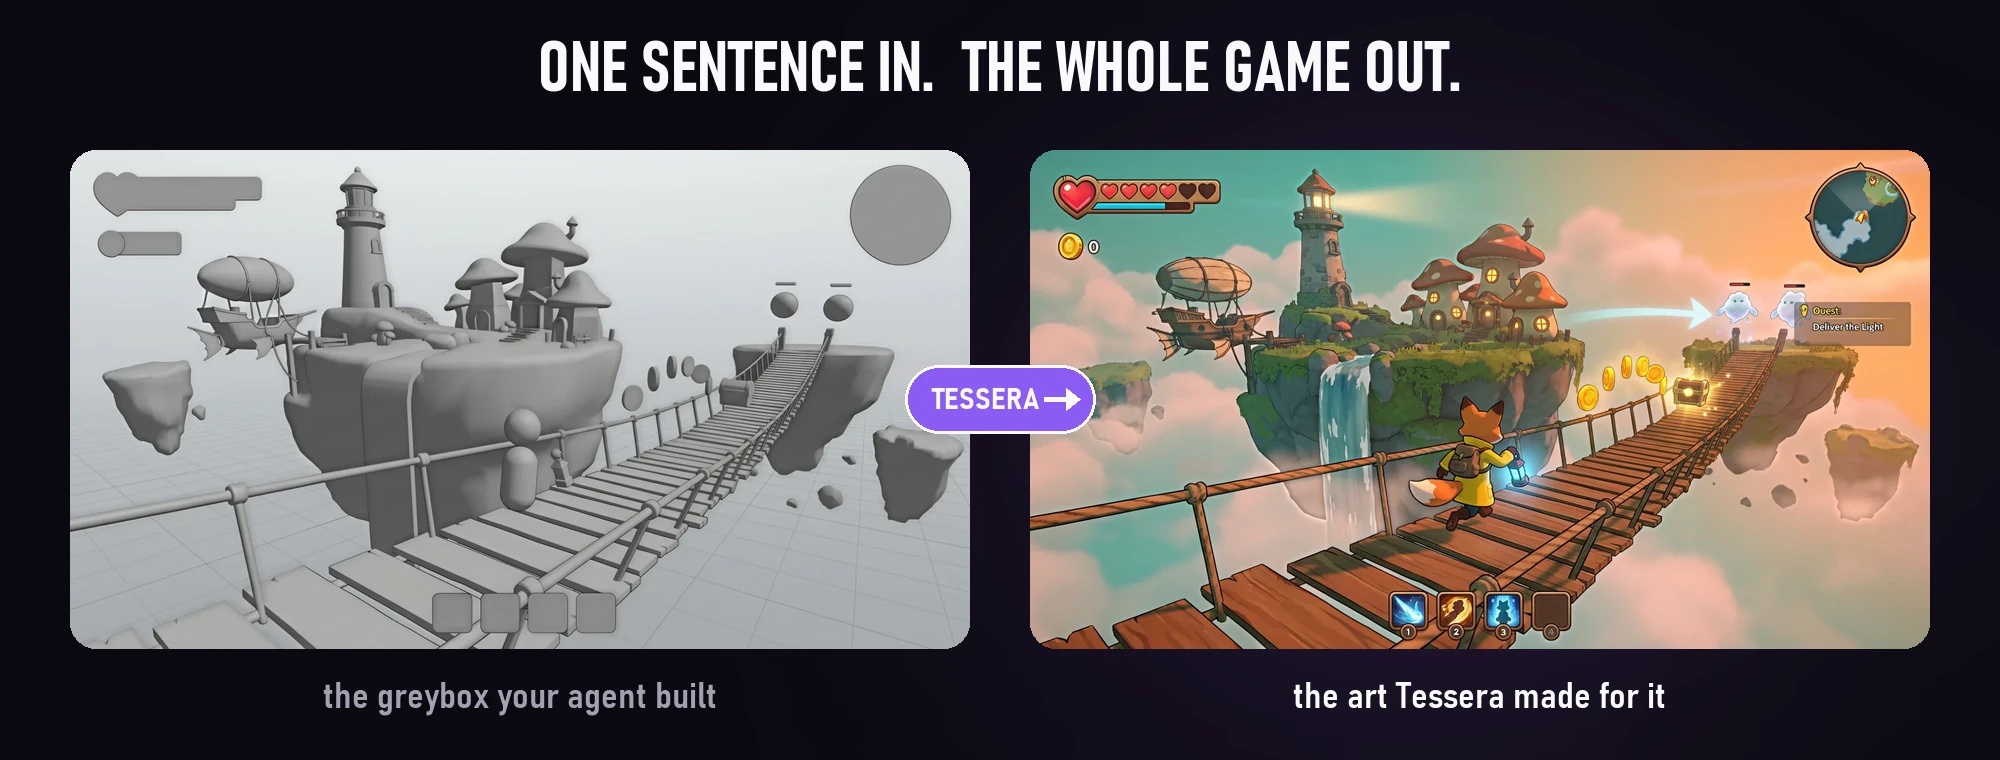 ONE SENTENCE IN. THE WHOLE GAME OUT.
0
Quest
Deliver the Light
TESSERA
1 2 3 4
the greybox your agent built
the art Tessera made for it